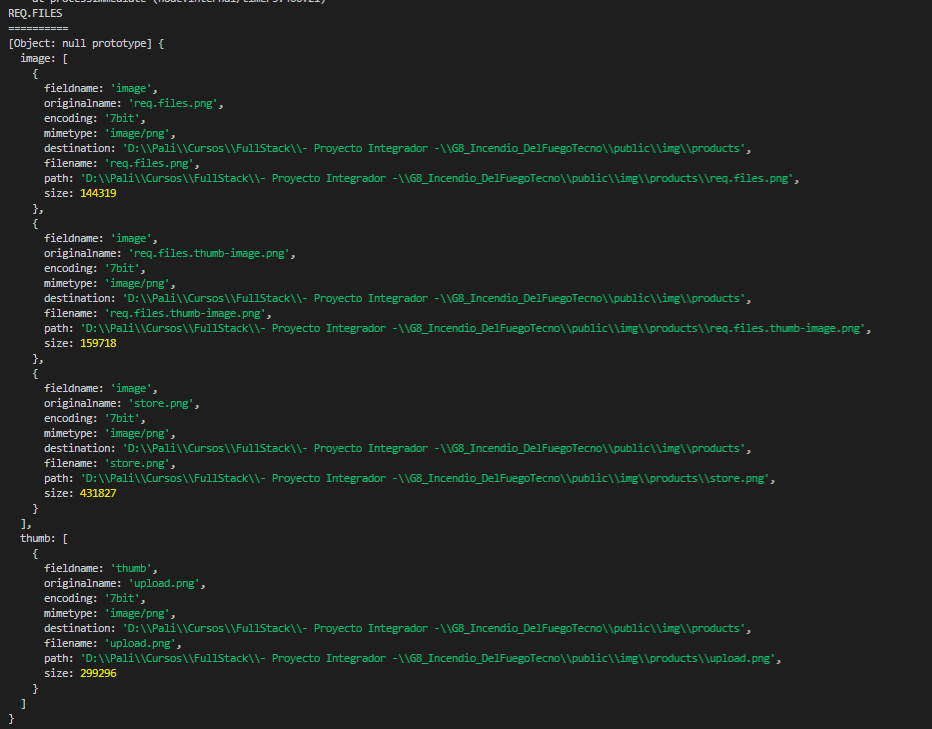 at processImmediate (node:internal/timers:466:21)
REQ.FILES
==========
[Object: null prototype] {
  image: [
    {
      fieldname: 'image',
      originalname: 'req.files.png',
      encoding: '7bit',
      mimetype: 'image/png',
      destination: 'D:\\Pali\\Cursos\\FullStack\\- Proyecto Integrador -\\G8_Incendio_DelFuegoTecno\\public\\img\\products',
      filename: 'req.files.png',
      path: 'D:\\Pali\\Cursos\\FullStack\\- Proyecto Integrador -\\G8_Incendio_DelFuegoTecno\\public\\img\\products\\req.files.png',
      size: 144319
    },
    {
      fieldname: 'image',
      originalname: 'req.files.thumb-image.png',
      encoding: '7bit',
      mimetype: 'image/png',
      destination: 'D:\\Pali\\Cursos\\FullStack\\- Proyecto Integrador -\\G8_Incendio_DelFuegoTecno\\public\\img\\products',
      filename: 'req.files.thumb-image.png',
      path: 'D:\\Pali\\Cursos\\FullStack\\- Proyecto Integrador -\\G8_Incendio_DelFuegoTecno\\public\\img\\products\\req.files.thumb-image.png',
      size: 159718
    },
    {
      fieldname: 'image',
      originalname: 'store.png',
      encoding: '7bit',
      mimetype: 'image/png',
      destination: 'D:\\Pali\\Cursos\\FullStack\\- Proyecto Integrador -\\G8_Incendio_DelFuegoTecno\\public\\img\\products',
      filename: 'store.png',
      path: 'D:\\Pali\\Cursos\\FullStack\\- Proyecto Integrador -\\G8_Incendio_DelFuegoTecno\\public\\img\\products\\store.png',
      size: 431827
    }
  ],
  thumb: [
    {
      fieldname: 'thumb',
      originalname: 'upload.png',
      encoding: '7bit',
      mimetype: 'image/png',
      destination: 'D:\\Pali\\Cursos\\FullStack\\- Proyecto Integrador -\\G8_Incendio_DelFuegoTecno\\public\\img\\products',
      filename: 'upload.png',
      path: 'D:\\Pali\\Cursos\\FullStack\\- Proyecto Integrador -\\G8_Incendio_DelFuegoTecno\\public\\img\\products\\upload.png',
      size: 299296
    }
  ]
}